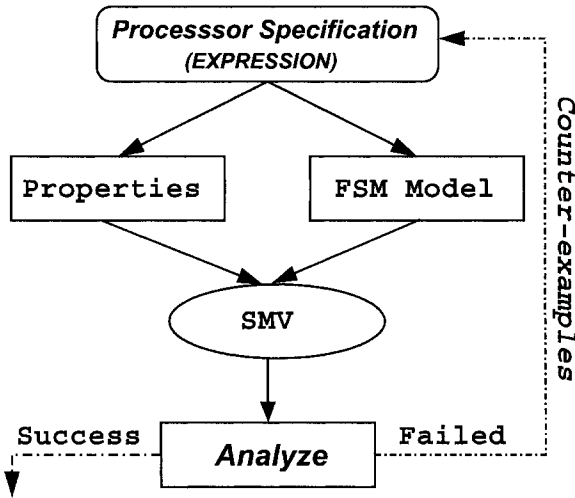 Processsor Specification
(EXPRESSION)
Properties
FSM Model
SMV
Counter-examples
Success
Analyze
Failed